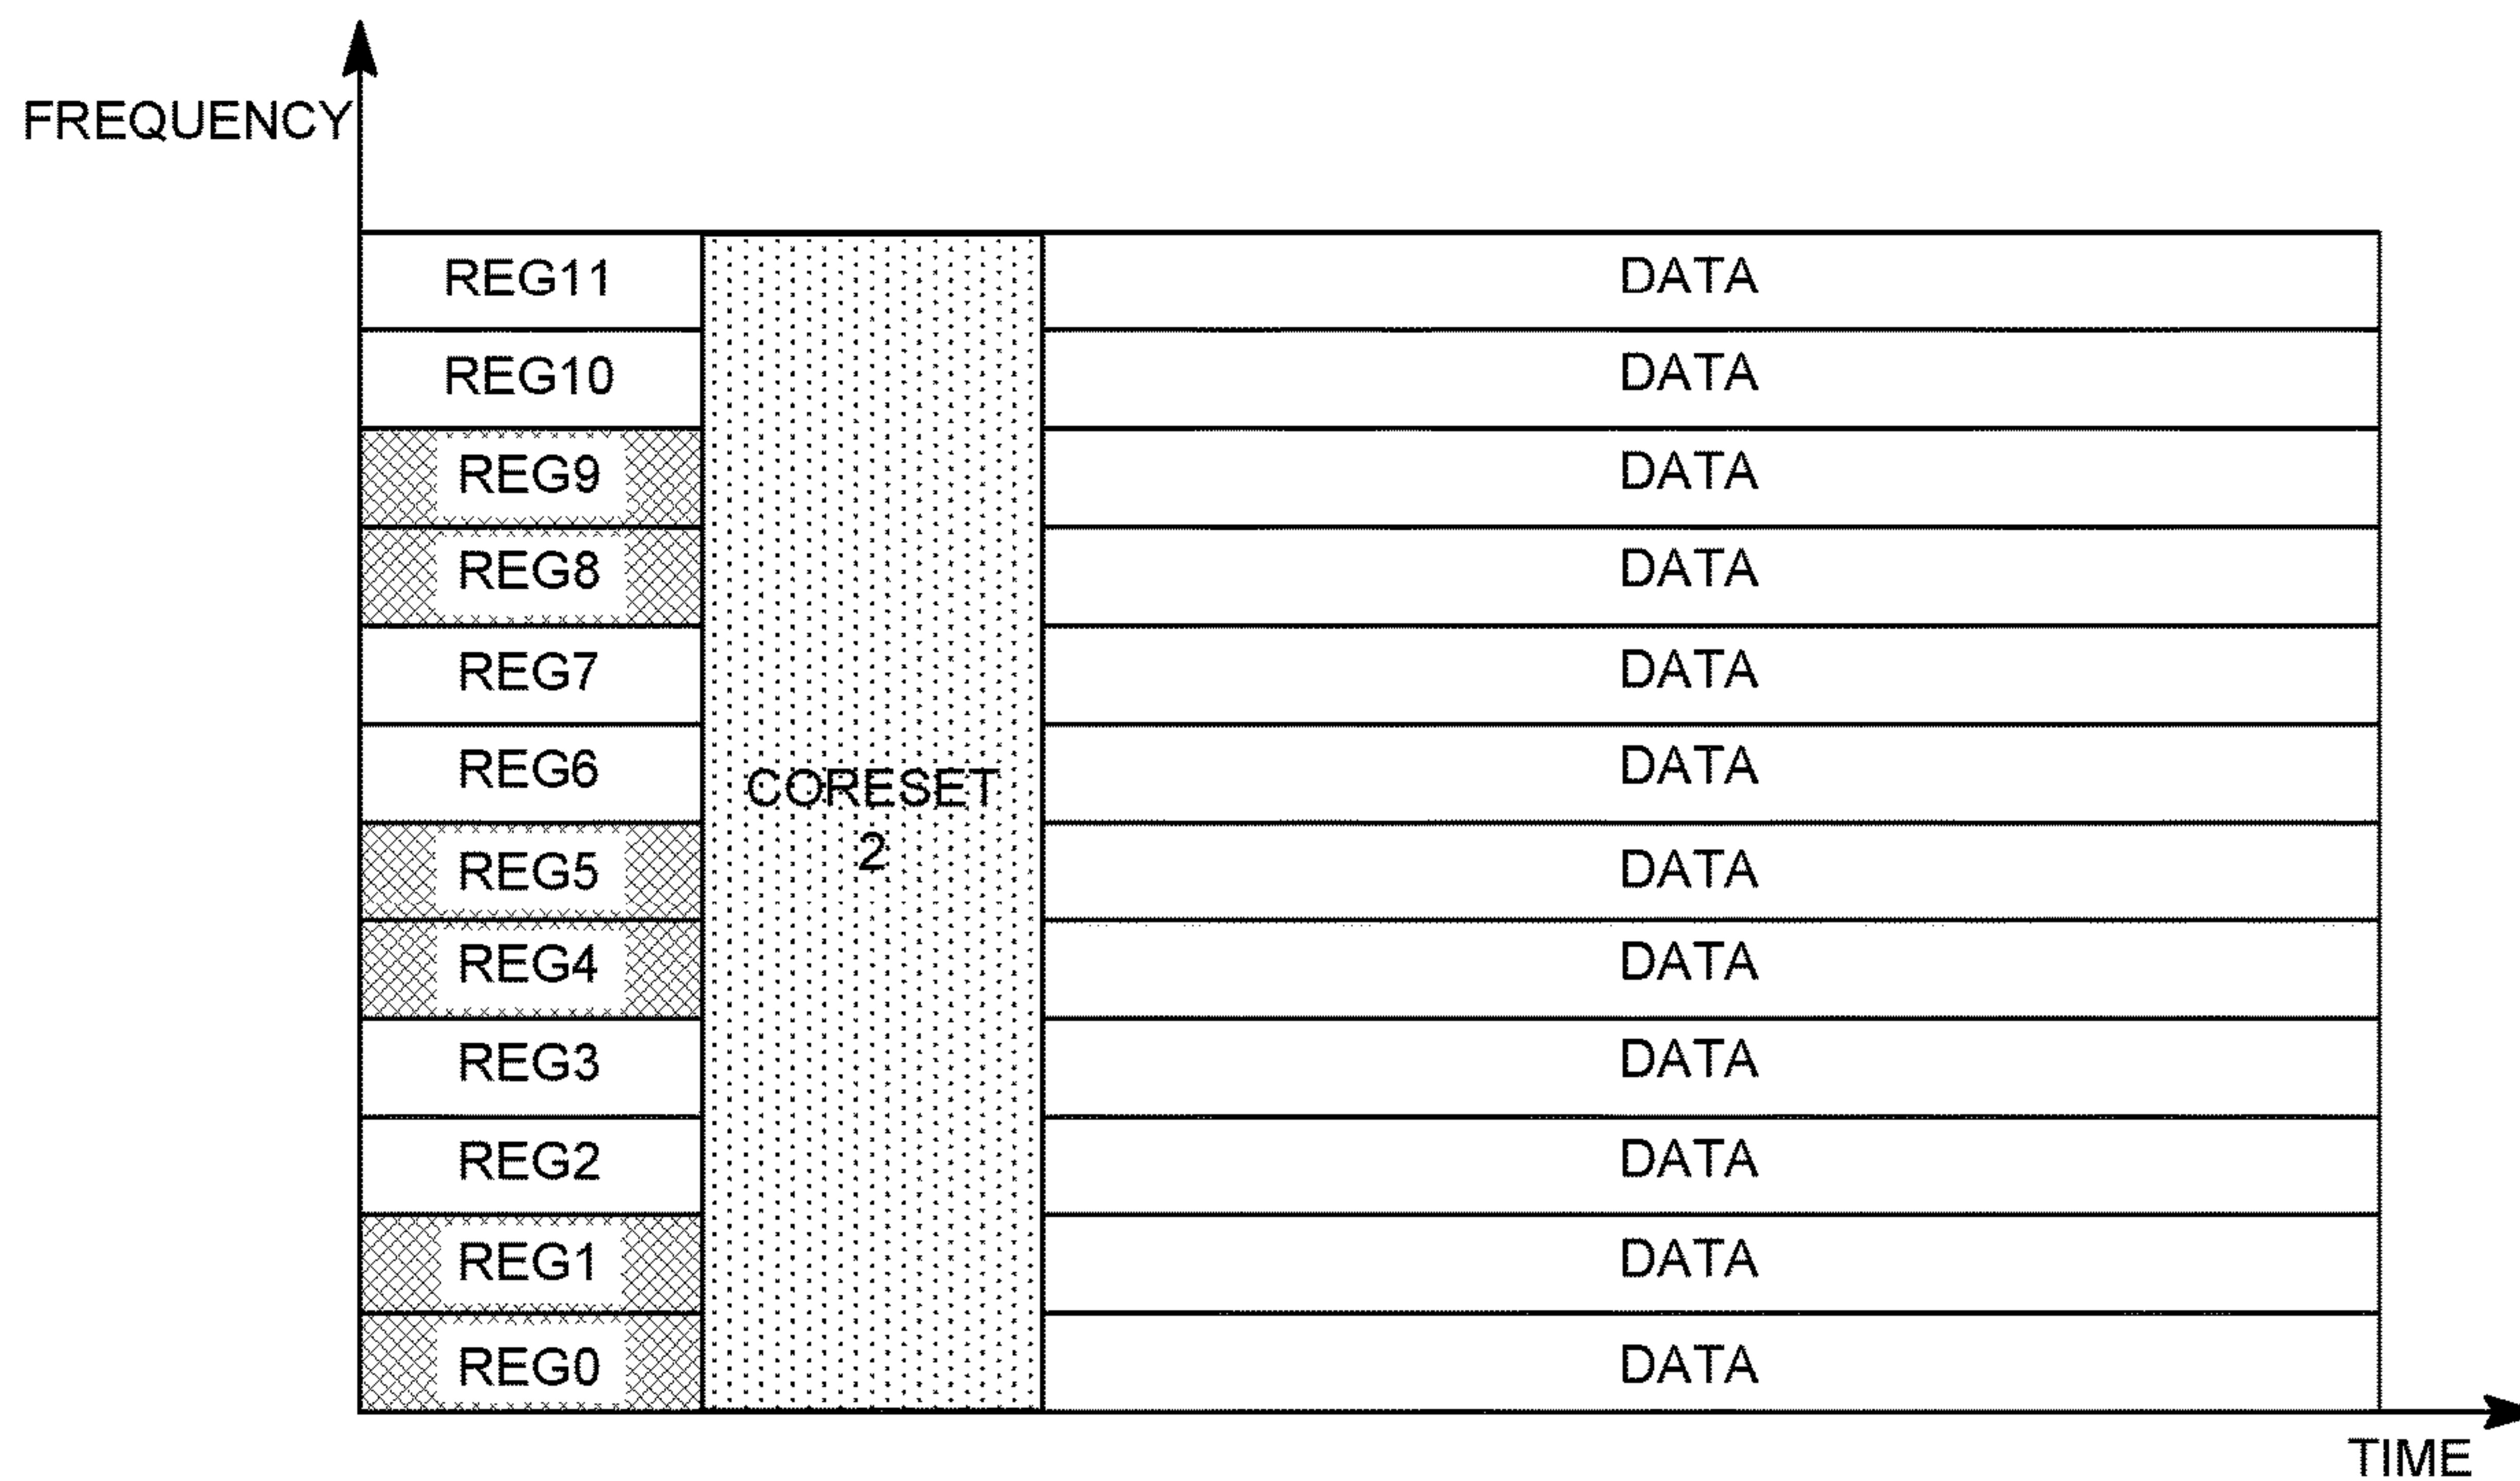 FREQUENCY
REG11 DATA
REG10 DATA
REG9 DATA
REG8 DATA
REG7 DATA
REG6 DATA
CORESET
2
REG5 DATA
REG4 DATA
REG3 DATA
REG2 DATA
REG1 DATA
REG0 DATA
TIME